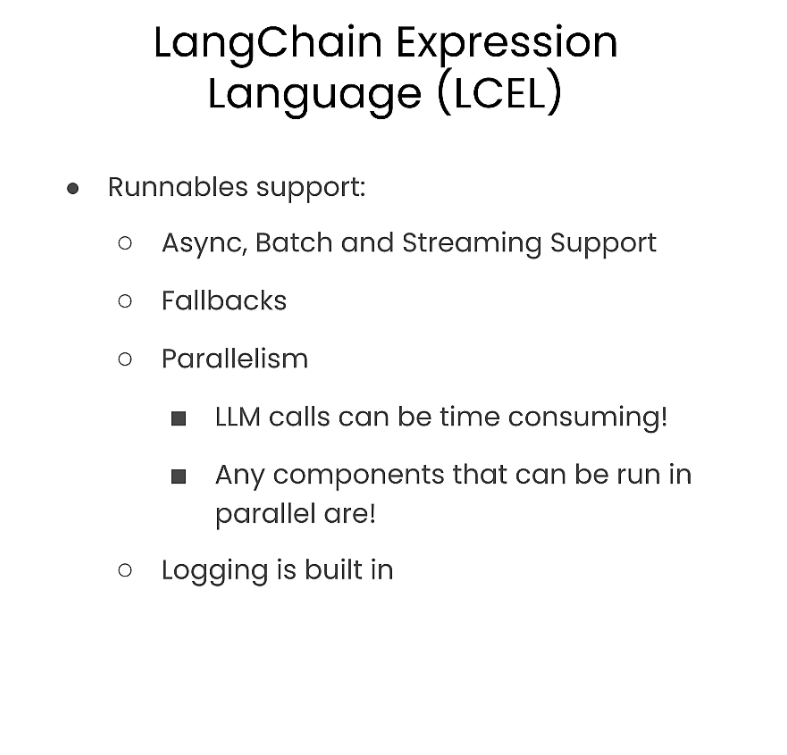 LangChain Expression
Language (LCEL)
● Runnables support:
○ Async, Batch and Streaming Support
○ Fallbacks
○ Parallelism
■ LLM calls can be time consuming!
■ Any components that can be run in
parallel are!
○ Logging is built in